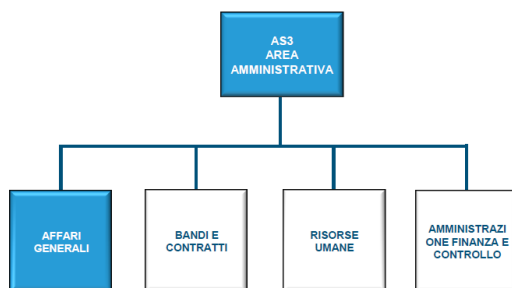 AS3
AREA
AMMINISTRATIVA
AFFARI
GENERALI
BANDI E
CONTRATTI
RISORSE
UMANE
AMMINISTRAZI
ONE FINANZA E
CONTROLLO